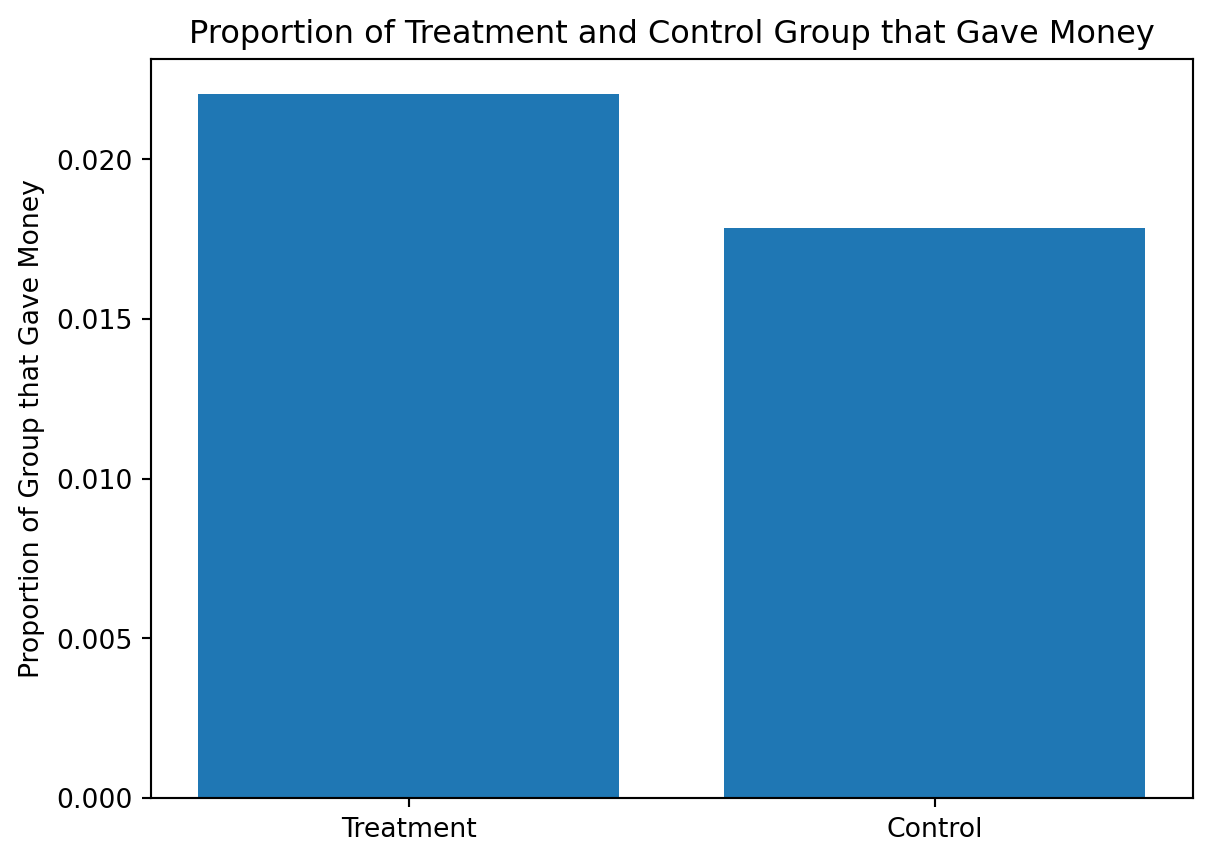 Proportion of Treatment and Control Group that Gave Money
Proportion of Group that Gave Money
0.020
0.015
0.010
0.005
0.000
Treatment
Control